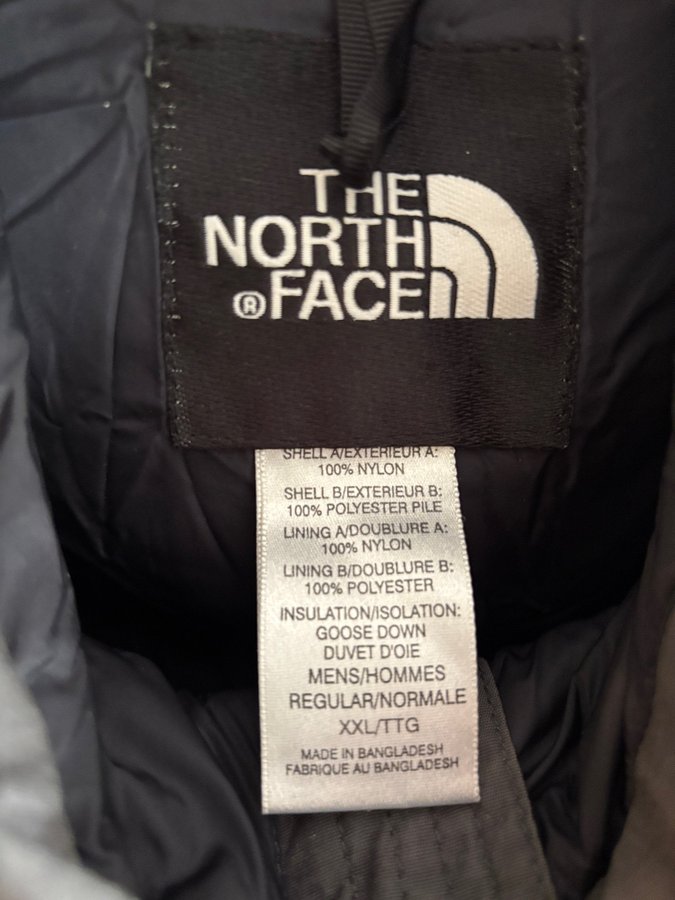 THE
NORTH
®FACE
SHELL A/EXTERIEUR A:
100% NYLON
SHELL B/EXTERIEUR B:
100% POLYESTER PILE
LINING A/DOUBLURE A:
100% NYLON
LINING B/DOUBLURE B:
100% POLYESTER
INSULATION/ISOLATION:
GOOSE DOWN
DUVET D'OIE
MENS/HOMMES
REGULAR/NORMALE
XXL/TTG
MADE IN BANGLADESH
FABRIQUE AU BANGLADESH